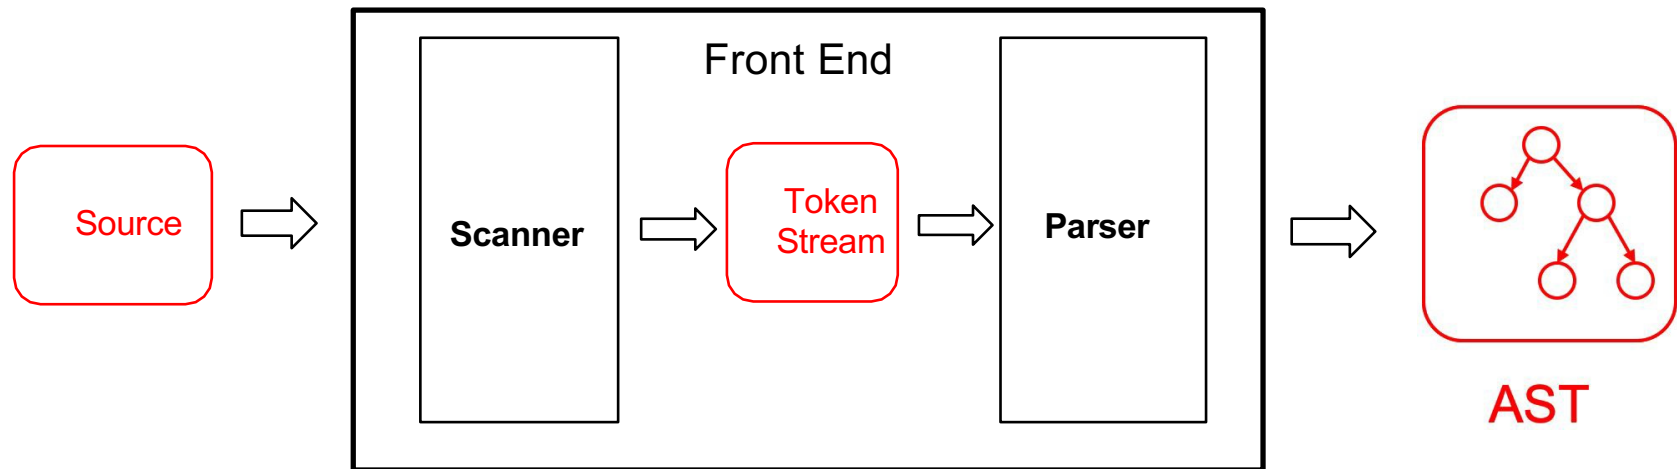 Front End
Source
Scanner
Token
Stream
Parser
AST